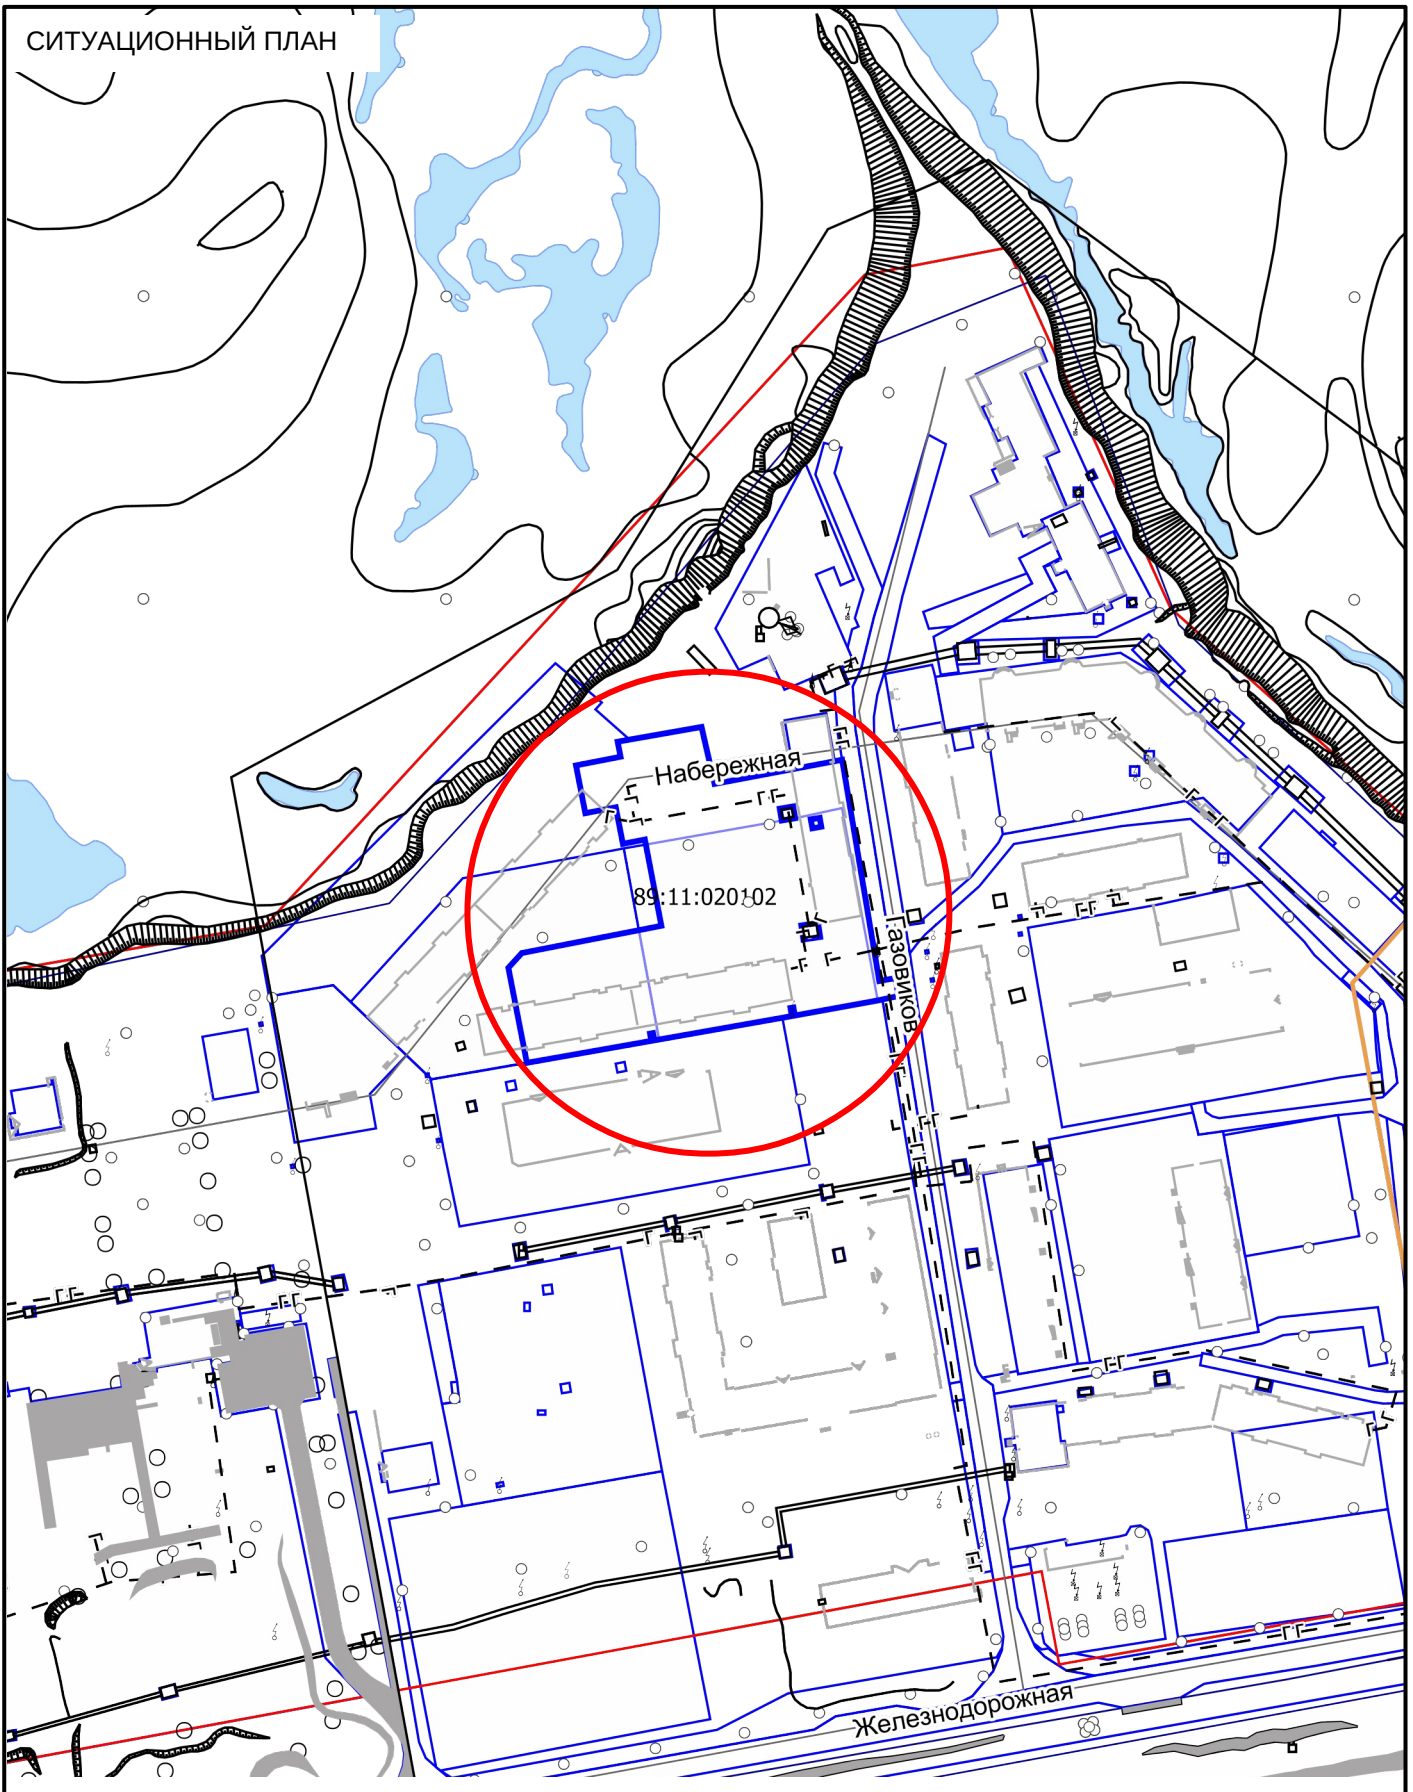 СИТУАЦИОННЫЙ ПЛАН
Набережная
89:11:020102
Газовиков
Железнодорожная